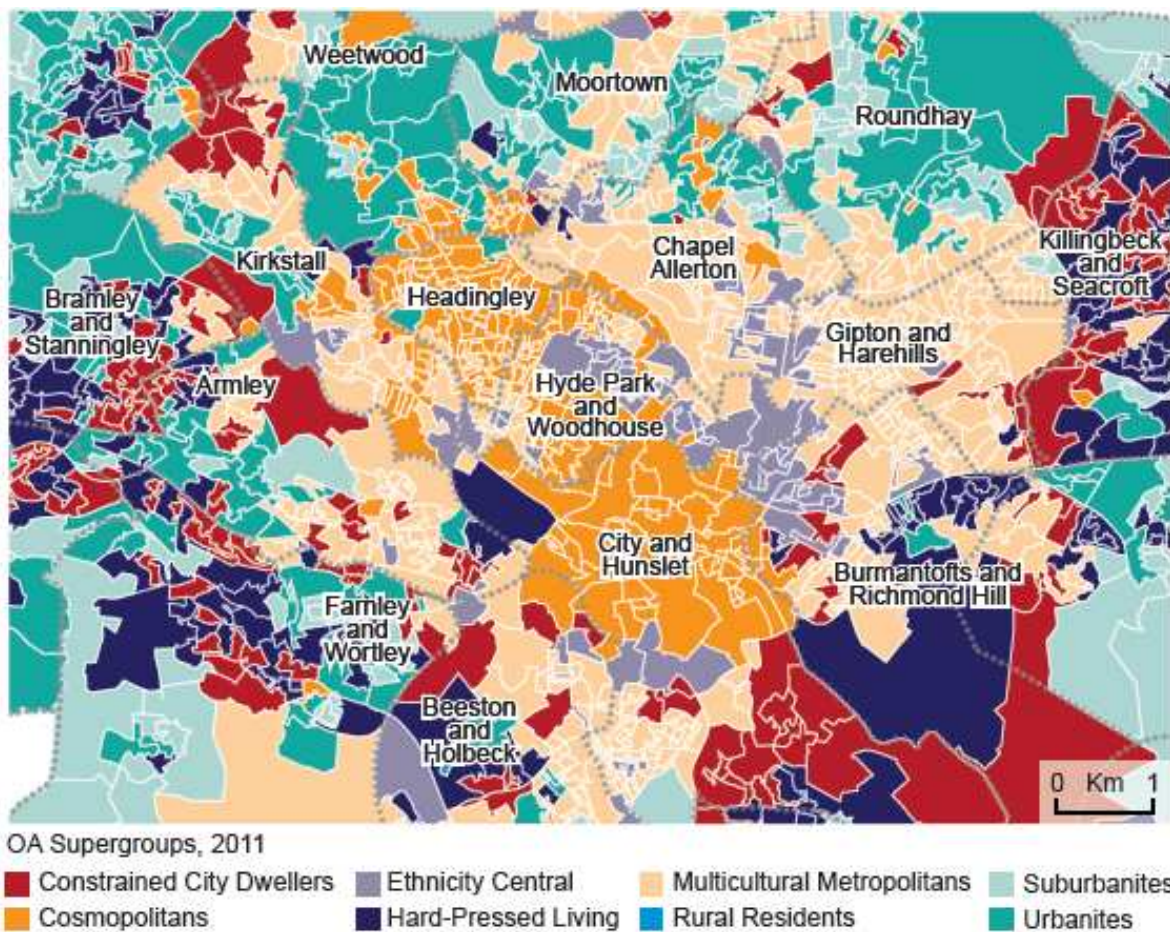 Weetwood
Moortown
Roundhay
Chapel
Allerton
Killingbeck
and
Seacroft
Kirkstall
Headingley
Bramley
and
Stanningley
Gipton and
Harehills
Armley
Hyde Park
and
Woodhouse
City and
Hunslet
Burmantofts and
Richmond Hill
Farnley
and
Wortley
Beeston
and
Holbeck
0 Km 1
OA Supergroups, 2011
Constrained City Dwellers Ethnicity Central Multicultural Metropolitans Suburbanites
Cosmopolitans Hard-Pressed Living Rural Residents Urbanites